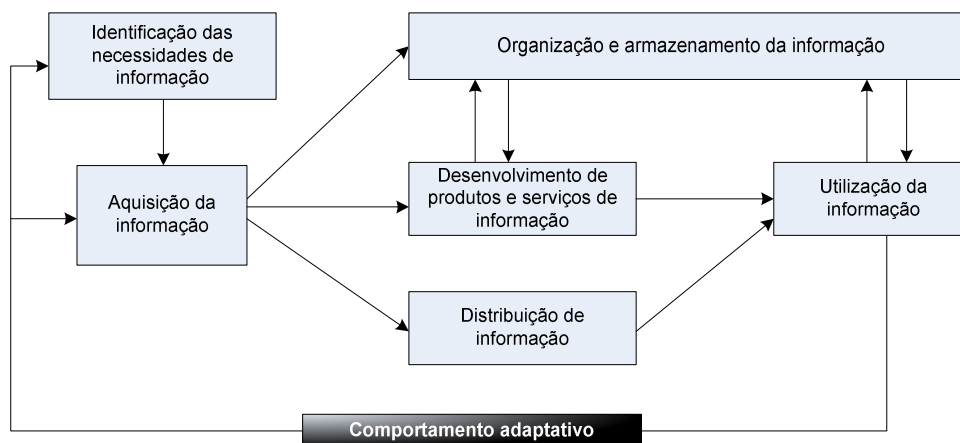 Identificação das
necessidades de
informação
Organização e armazenamento da informação
Aquisição da
informação
Desenvolvimento de
produtos e serviços de
informação
Utilização da
informação
Distribuição de
informação
Comportamento adaptativo